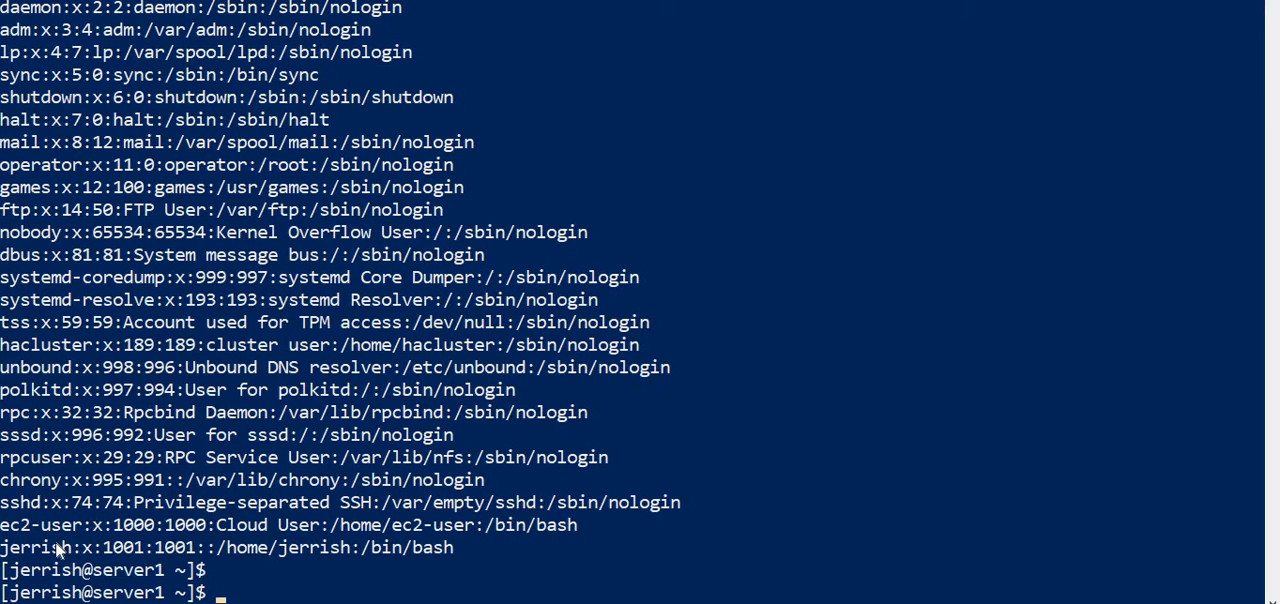 daemon:x:2:2:daemon:/sbin:/sbin/nologin
adm:x:3:4:adm:/var/adm:/sbin/nologin
lp:x:4:7:lp:/var/spool/lpd:/sbin/nologin
sync:x:5:0:sync:/sbin:/bin/sync
shutdown:x:6:0:shutdown:/sbin:/sbin/shutdown
halt:x:7:0:halt:/sbin:/sbin/halt
mail:x:8:12:mail:/var/spool/mail:/sbin/nologin
operator:x:11:0:operator:/root:/sbin/nologin
games:x:12:100:games:/usr/games:/sbin/nologin
ftp:x:14:50:FTP User:/var/ftp:/sbin/nologin
nobody:x:65534:65534:Kernel Overflow User:/:/sbin/nologin
dbus:x:81:81:System message bus:/:/sbin/nologin
systemd-coredump:x:999:997:systemd Core Dumper:/:/sbin/nologin
systemd-resolve:x:193:193:systemd Resolver:/:/sbin/nologin
tss:x:59:59:Account used for TPM access:/dev/null:/sbin/nologin
hacluster:x:189:189:cluster user:/home/hacluster:/sbin/nologin
unbound:x:998:996:Unbound DNS resolver:/etc/unbound:/sbin/nologin
polkitd:x:997:994:User for polkitd:/:/sbin/nologin
rpc:x:32:32:Rpcbind Daemon:/var/lib/rpcbind:/sbin/nologin
sssd:x:996:992:User for sssd:/:/sbin/nologin
rpcuser:x:29:29:RPC Service User:/var/lib/nfs:/sbin/nologin
chrony:x:995:991::/var/lib/chrony:/sbin/nologin
sshd:x:74:74:Privilege-separated SSH:/var/empty/sshd:/sbin/nologin
ec2-user:x:1000:1000:Cloud User:/home/ec2-user:/bin/bash
jerrish:x:1001:1001::/home/jerrish:/bin/bash
[jerrish@server1 ~]$
[jerrish@server1 ~]$